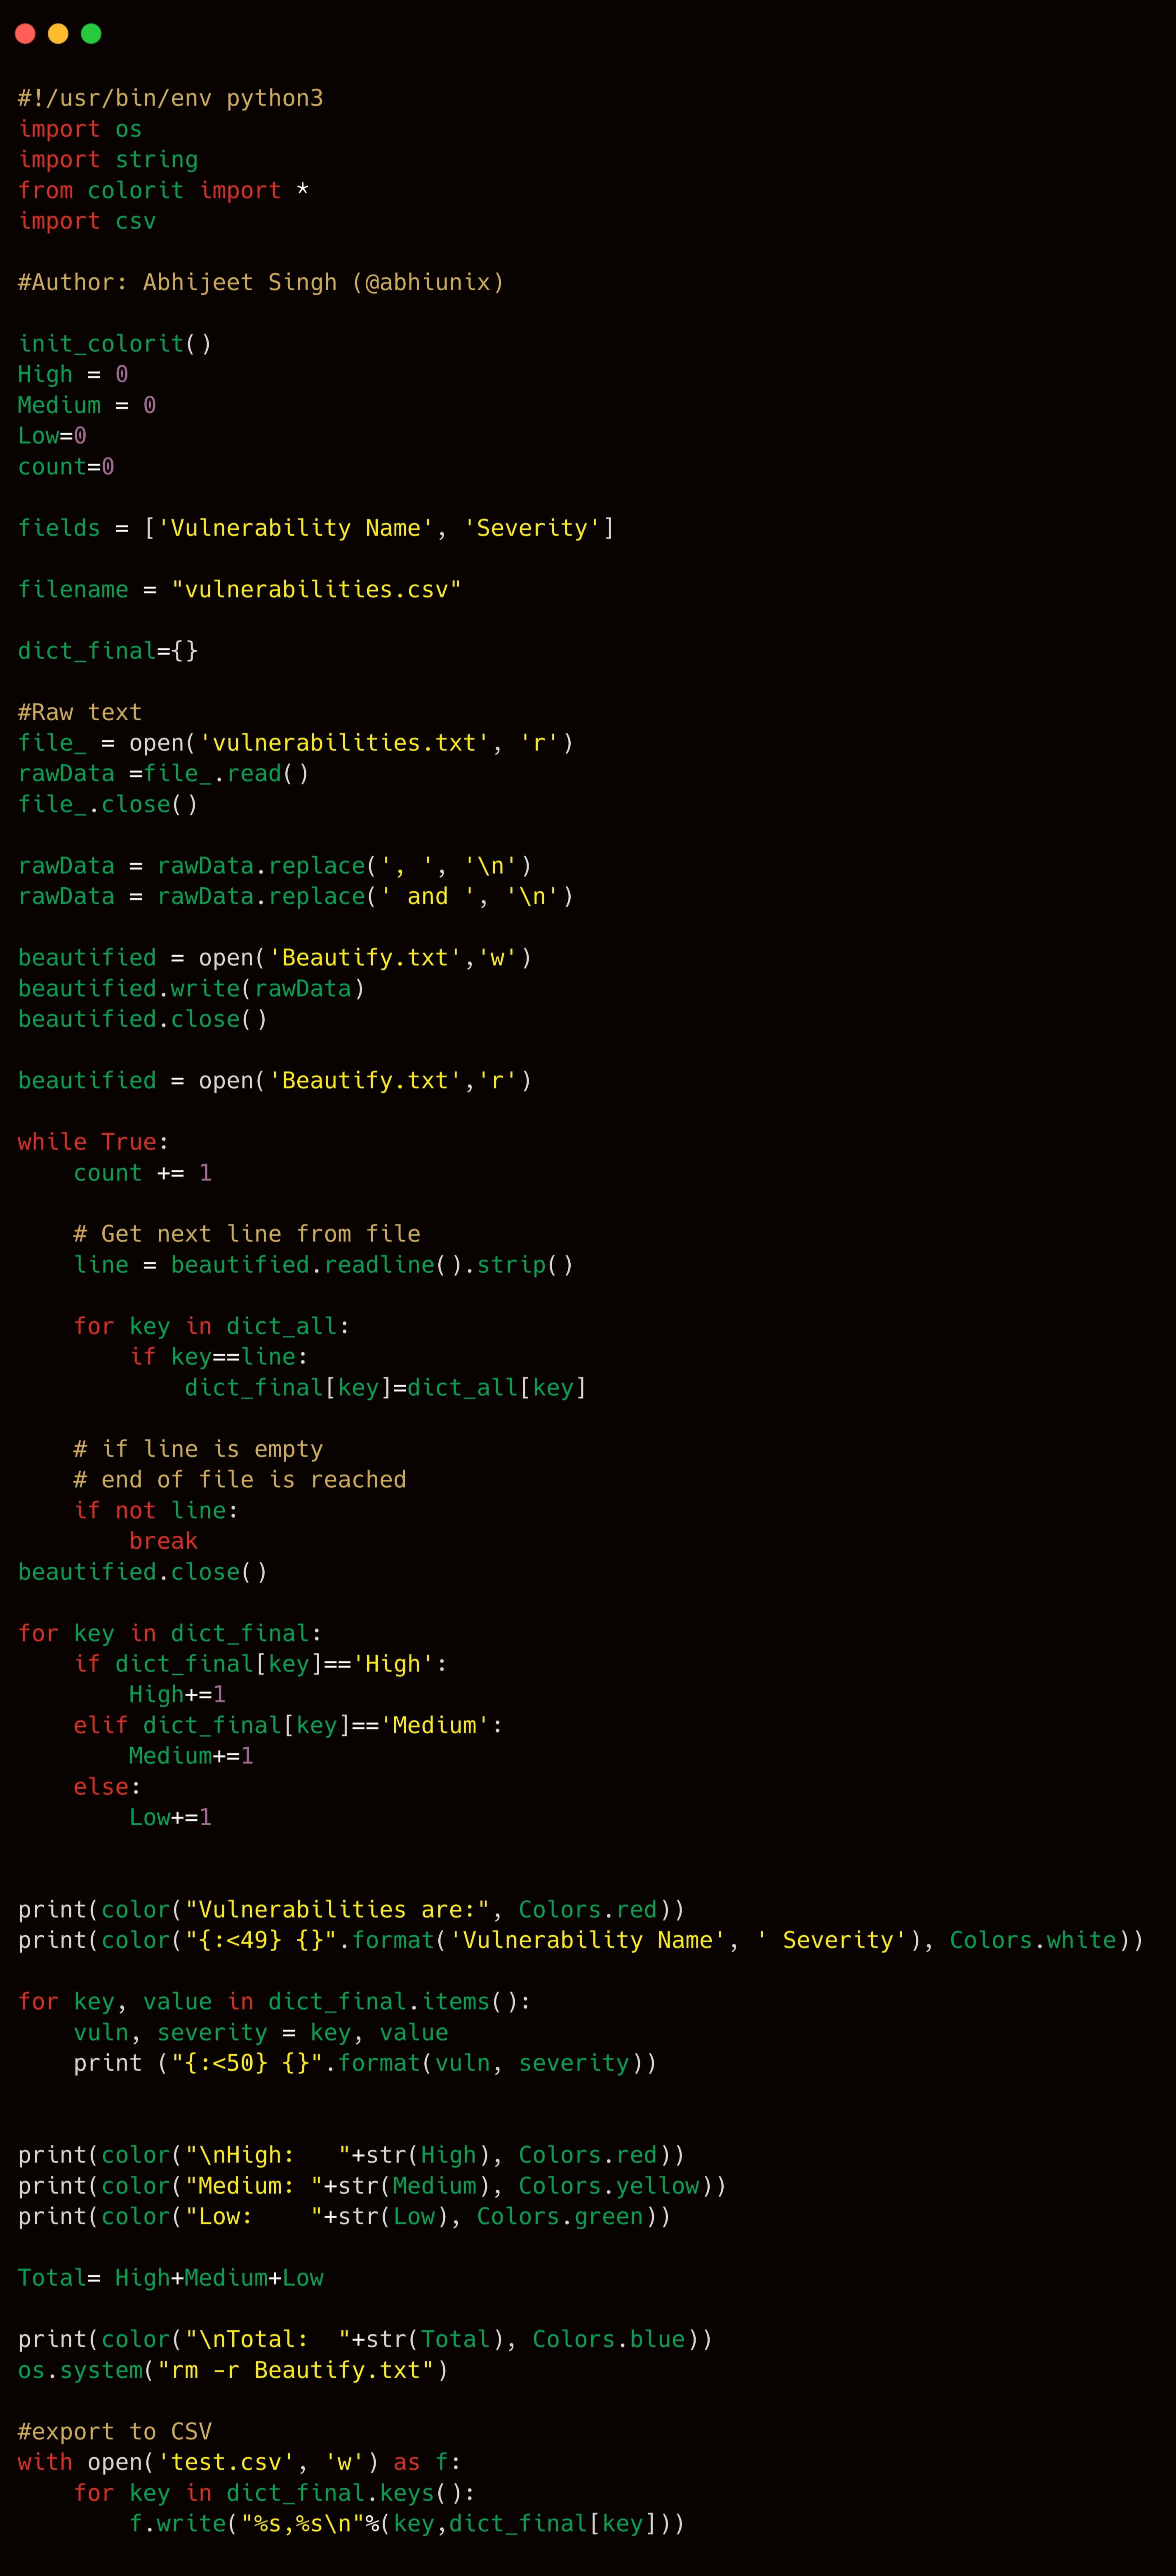 #!/usr/bin/env python3
import os
import string
from colorit import *
import csv

#Author: Abhijeet Singh (@abhiunix)

init_colorit()
High = 0
Medium = 0
Low=0
count=0

fields = ['Vulnerability Name', 'Severity']

filename = "vulnerabilities.csv"

dict_final={}

#Raw text
file_ = open('vulnerabilities.txt', 'r')
rawData =file_.read()
file_.close()

rawData = rawData.replace(', ', '\n')
rawData = rawData.replace(' and ', '\n')

beautified = open('Beautify.txt','w')
beautified.write(rawData)
beautified.close()

beautified = open('Beautify.txt','r')

while True:
    count += 1

    # Get next line from file
    line = beautified.readline().strip()

    for key in dict_all:
        if key==line:
            dict_final[key]=dict_all[key]

    # if line is empty
    # end of file is reached
    if not line:
        break
beautified.close()

for key in dict_final:
    if dict_final[key]=='High':
        High+=1
    elif dict_final[key]=='Medium':
        Medium+=1
    else:
        Low+=1


print(color("Vulnerabilities are:", Colors.red))
print(color("{:<49} {}".format('Vulnerability Name', ' Severity'), Colors.white))

for key, value in dict_final.items():
    vuln, severity = key, value
    print ("{:<50} {}".format(vuln, severity))


print(color("\nHigh:   "+str(High), Colors.red))
print(color("Medium: "+str(Medium), Colors.yellow))
print(color("Low:    "+str(Low), Colors.green))

Total= High+Medium+Low

print(color("\nTotal:  "+str(Total), Colors.blue))
os.system("rm -r Beautify.txt")

#export to CSV
with open('test.csv', 'w') as f:
    for key in dict_final.keys():
        f.write("%s,%s\n"%(key,dict_final[key]))